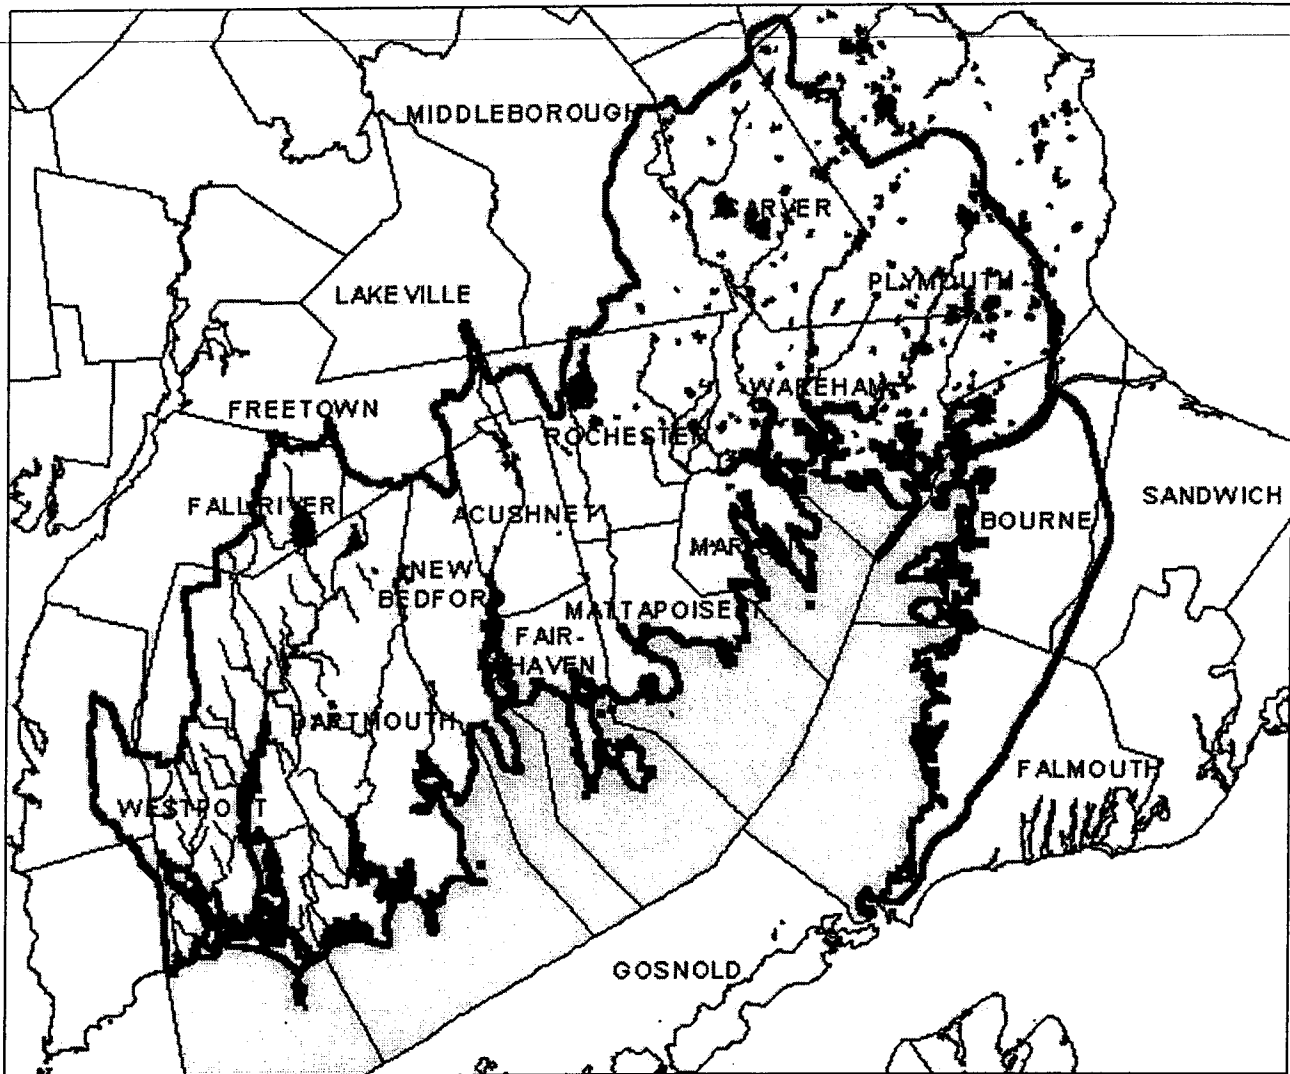 MIDDLEBOROUGH
CARVER
PLYMOUTH
LAKEVILLE
WAREHAM
FREETOWN
ROCHESTER
SANDWICH
FALL RIVER
ACUSHNET
BOURNE
MARION
NEW
BEDFOR
MATTAPOISETT
FAIR-
HAVEN
DARTMOUTH
FALMOUTH
WESTPORT
GOSNOLD